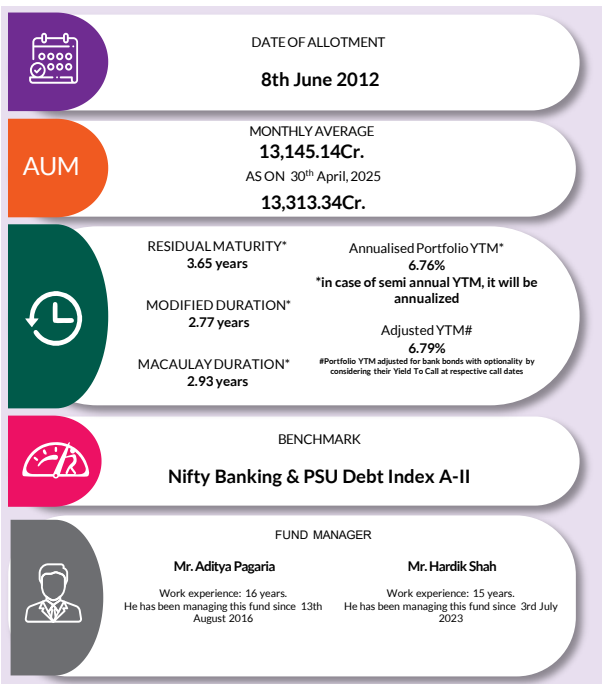 DATE OF ALLOTMENT
8th June 2012
AUM
MONTHLY AVERAGE
13,145.14Cr.
AS ON 30th April, 2025
13,313.34Cr.
RESIDUAL MATURITY*
3.65 years
MODIFIED DURATION*
2.77 years
MACAULAY DURATION*
2.93 years
Annualised Portfolio YTM*
6.76%
*in case of semi annual YTM, it will be
annualized
Adjusted YTM#
6.79%
#Portfolio YTM adjusted for bank bonds with optionality by
considering their Yield To Call at respective call dates
BENCHMARK
Nifty Banking & PSU Debt Index A-II
FUND MANAGER
Mr. Aditya Pagaria
Work experience: 16 years.
He has been managing this fund since 13th
August 2016
Mr. Hardik Shah
Work experience: 15 years.
He has been managing this fund since 3rd July
2023